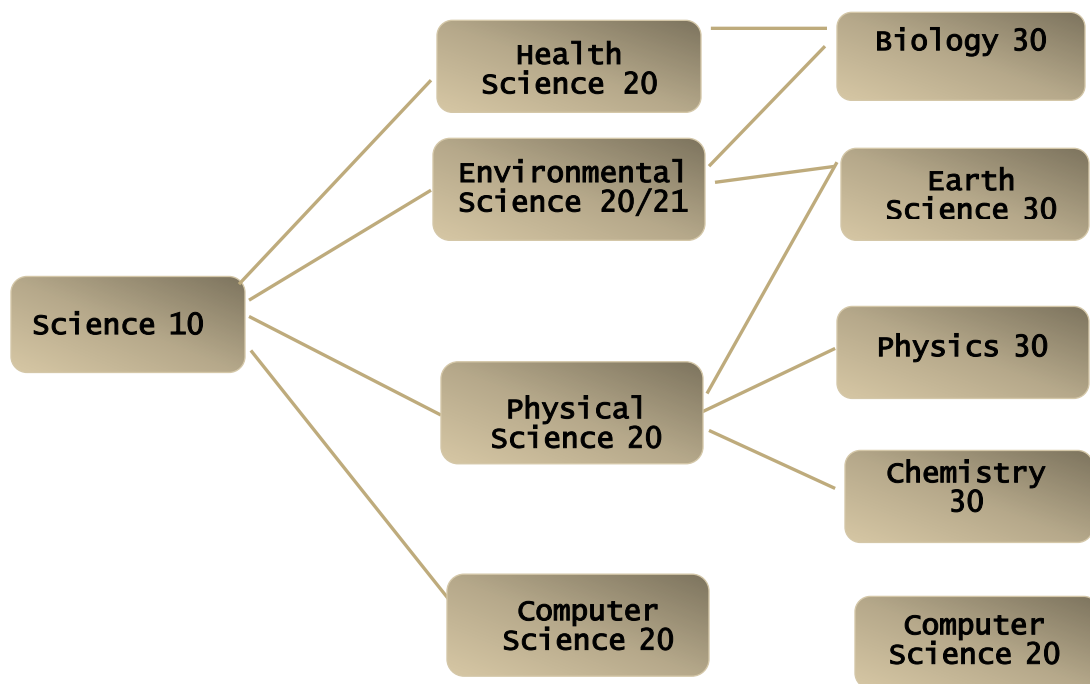 Health
Science 20
Biology 30
Environmental
Science 20/21
Earth
Science 30
Science 10
Physics 30
Physical
Science 20
Chemistry
30
Computer
Science 20
Computer
Science 20